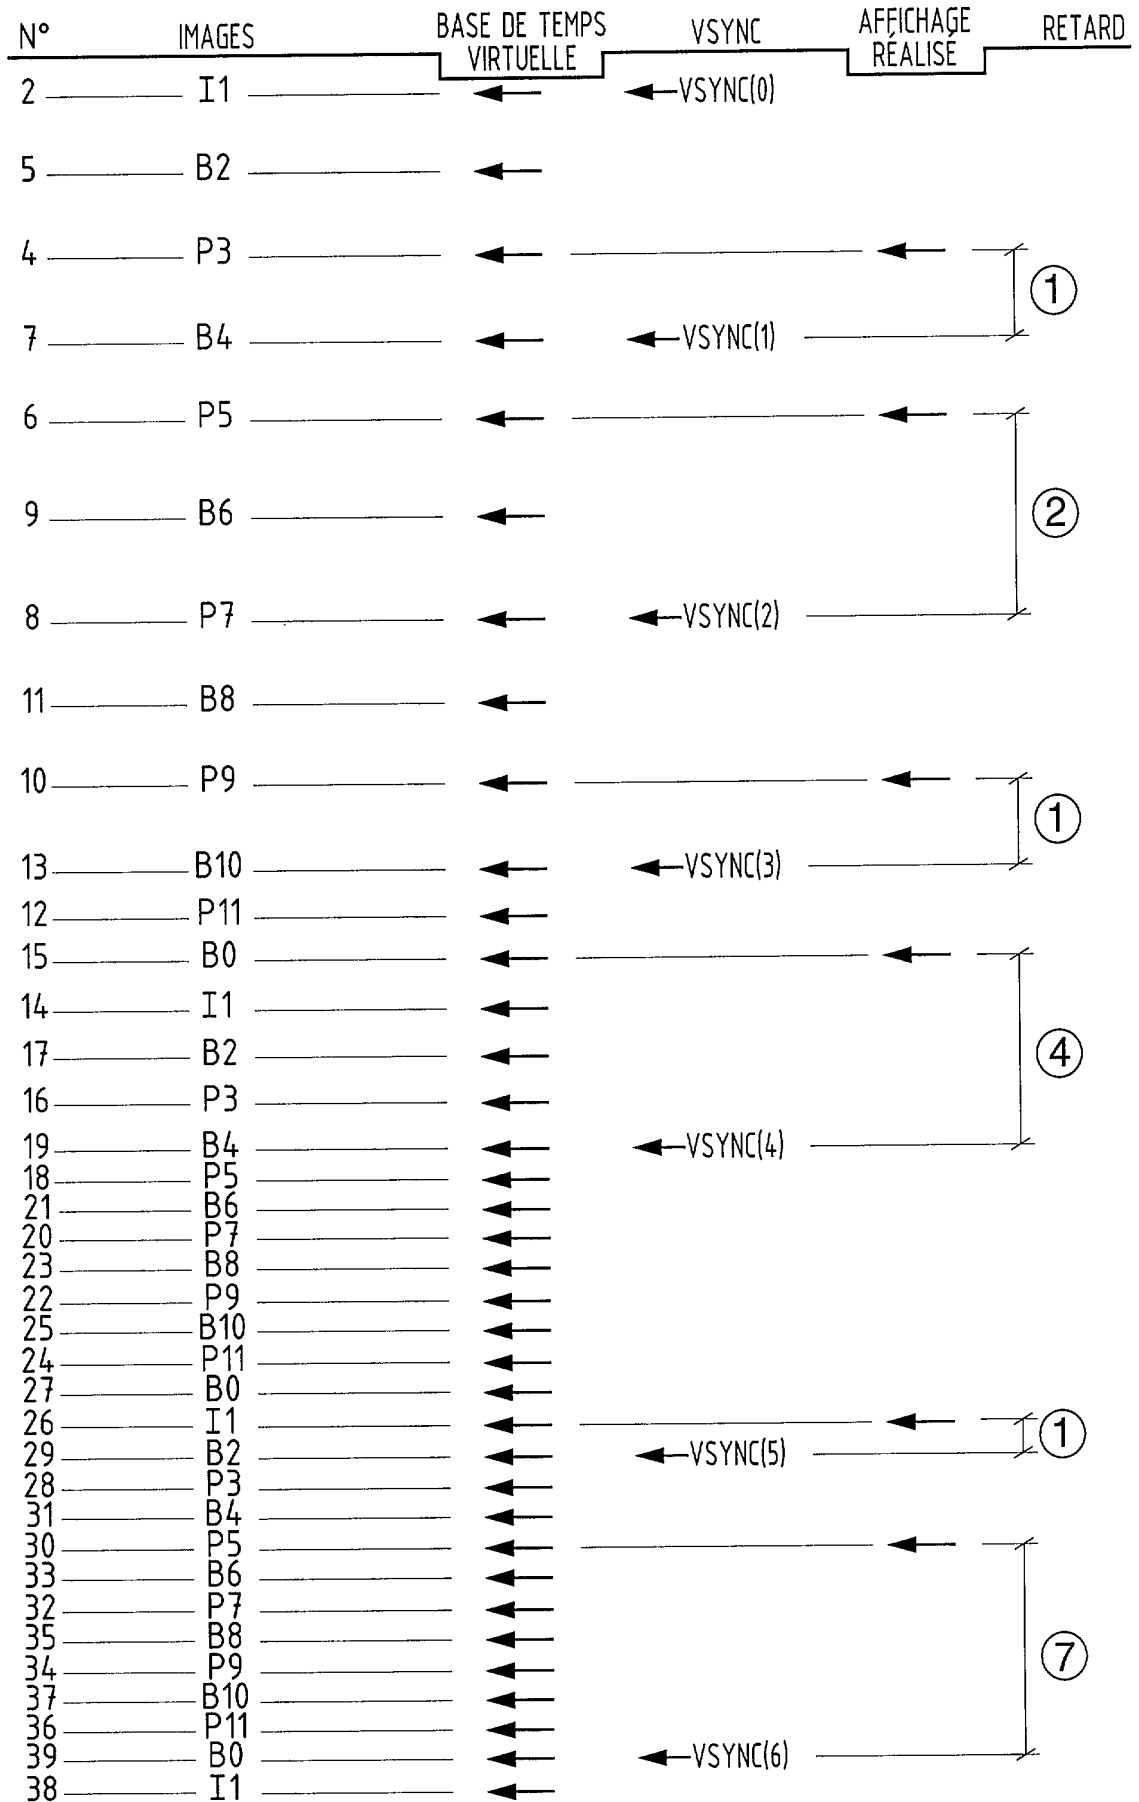 N° IMAGES BASE DE TEMPS VIRTUELLE VSYNC AFFICHAGE RÉALISÉ RETARD
2 I1 VSYNC(0)
5 B2
4 P3
1
7 B4 VSYNC(1)
6 P5
9 B6 2
8 P7 VSYNC(2)
11 B8
10 P9
1
13 B10 VSYNC(3)
12 P11
15 B0
14 I1
17 B2 4
16 P3
19 B4 VSYNC(4)
18 P5
21 B6
20 P7
23 B8
22 P9
25 B10
24 P11
27 B0
26 I1
1
29 B2 VSYNC(5)
28 P3
31 B4
30 P5
33 B6
32 P7
35 B8
7
34 P9
37 B10
36 P11
39 B0 VSYNC(6)
38 I1